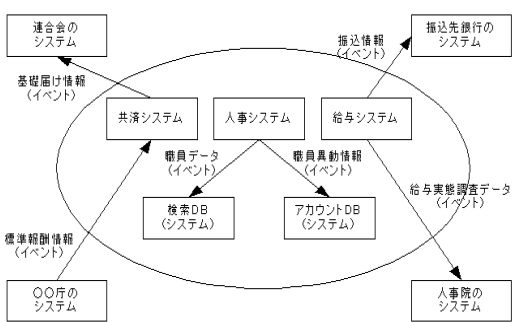 連合会の
システム
振込先銀行の
システム
振込情報
（イベント）
基礎届け情報
（イベント）
共済システム
人事システム
給与システム
職員データ
（イベント）
職員異動情報
（イベント）
給与実態調査データ
（イベント）
検索DB
（システム）
アカウントDB
（システム）
標準報酬情報
（イベント）
〇〇庁の
システム
人事院の
システム